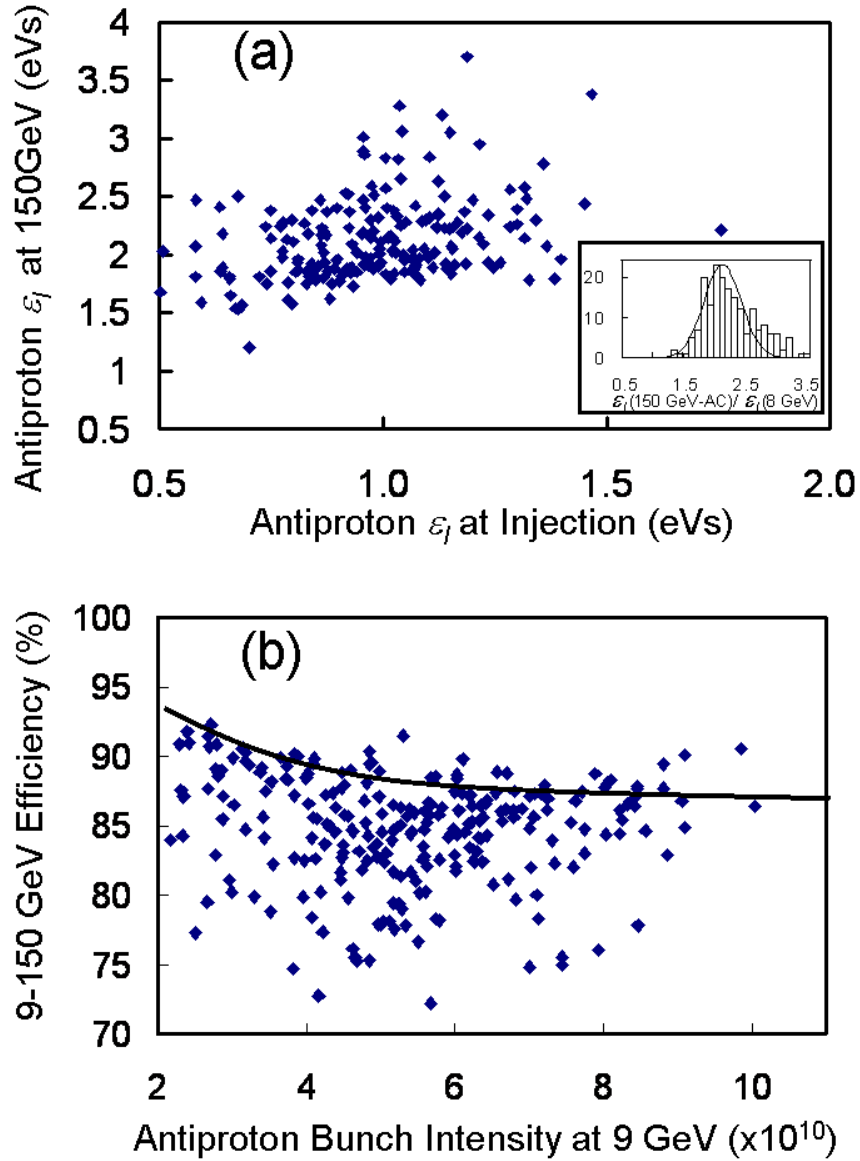 (a)
Antiproton εl at 150GeV (eVs)
4
3.5
3
2.5
2
1.5
1
0.5
0.5 1.0 1.5 2.0
Antiproton εl at Injection (eVs)
20
10
0
0.5 1.5 2.5 3.5
εl(150 GeV-AC)/ εl(8 GeV)
(b)
9-150 GeV Efficiency (%)
100
95
90
85
80
75
70
2 4 6 8 10
Antiproton Bunch Intensity at 9 GeV (x10¹⁰)